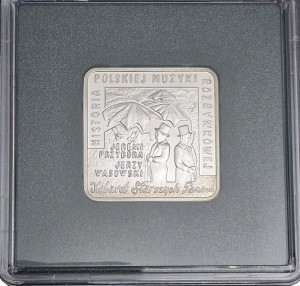 HISTORIA POLSKIEJ MUZYKI ROZRYWKOWEJ
JEREMI
PRZYBORA
JERZY
WASOWSKI
Kabaret Starszych Panów